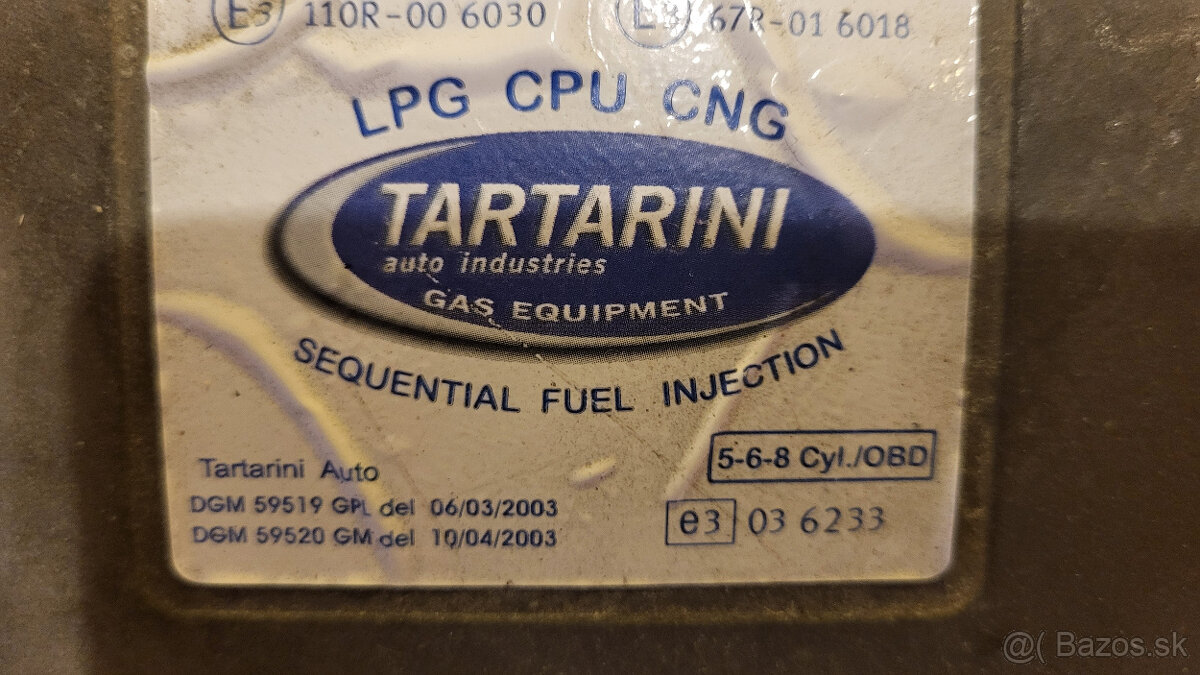 E3 110R-00 6030 E3 67R-01 6018
LPG CPU CNG
TARTARINI
auto industries
GAS EQUIPMENT
SEQUENTIAL FUEL INJECTION
5-6-8 Cyl./OBD
Tartarini Auto
DGM 59519 GPL del 06/03/2003
DGM 59520 GM del 10/04/2003
e3 03 6233
@( Bazos.sk